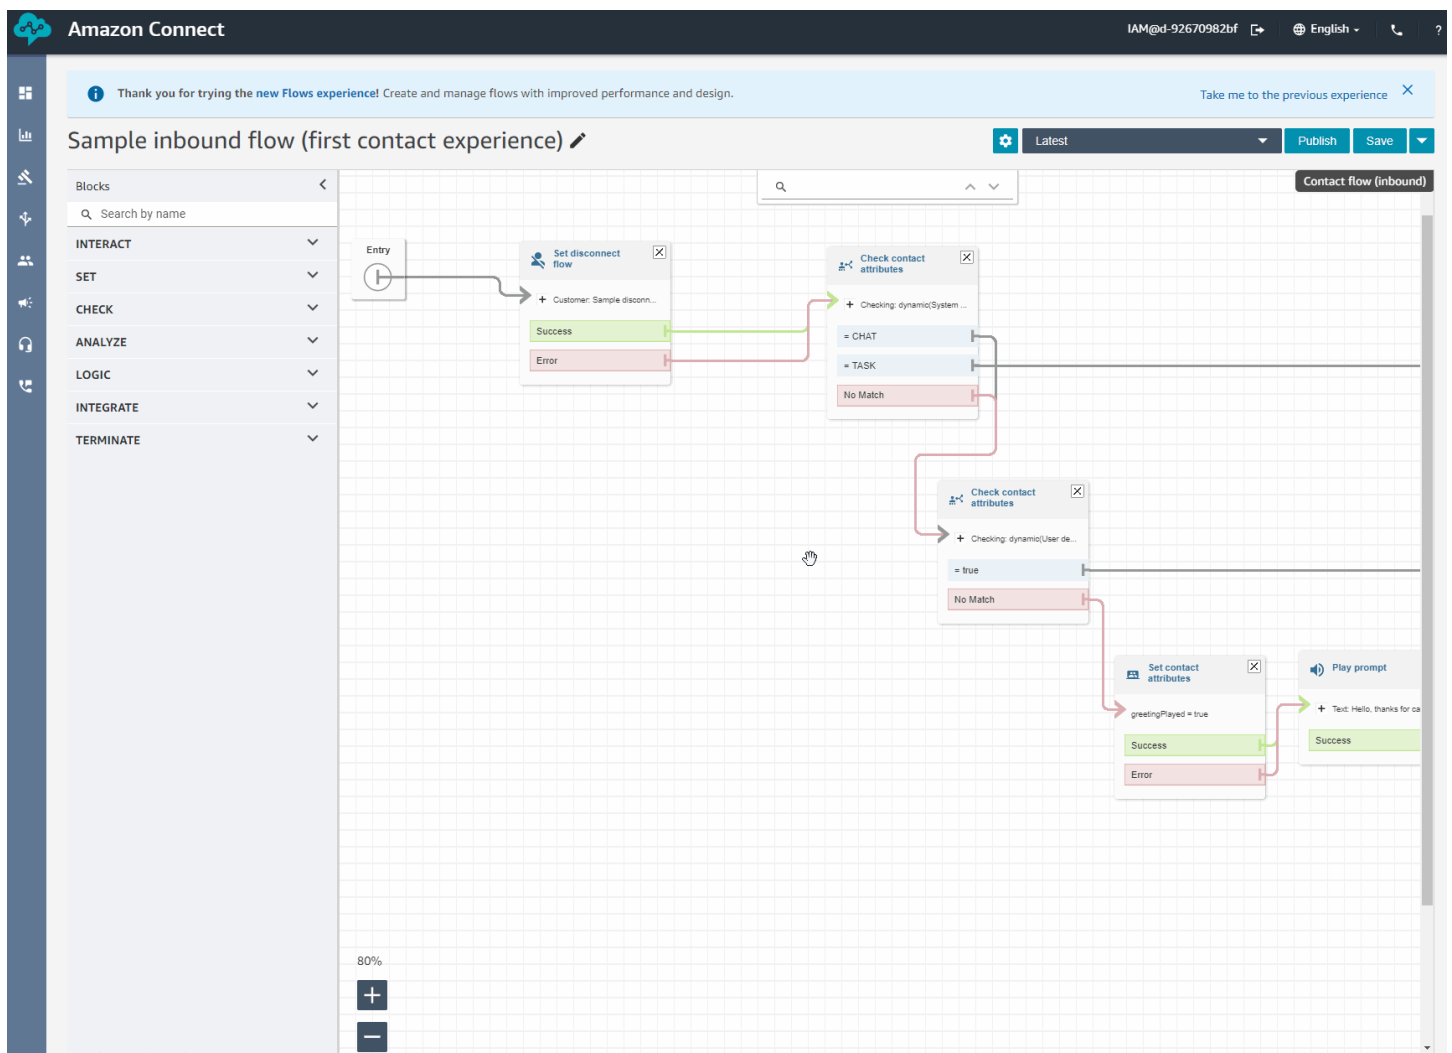 Amazon Connect
IAM@d-92670982bf
English
?
Thank you for trying the new Flows experience! Create and manage flows with improved performance and design.
Take me to the previous experience
Sample inbound flow (first contact experience)
Latest
Publish
Save
Blocks
Contact flow (inbound)
Search by name
INTERACT
SET
CHECK
ANALYZE
LOGIC
INTEGRATE
TERMINATE
Entry
Set disconnect
flow
Customer: Sample disconn...
Success
Error
Check contact
attributes
Checking: dynamic(System ...
= CHAT
= TASK
No Match
Check contact
attributes
Checking: dynamic(User de...
= true
No Match
Set contact
attributes
greetingPlayed = true
Success
Error
Play prompt
Text: Hello, thanks for ca
Success
80%